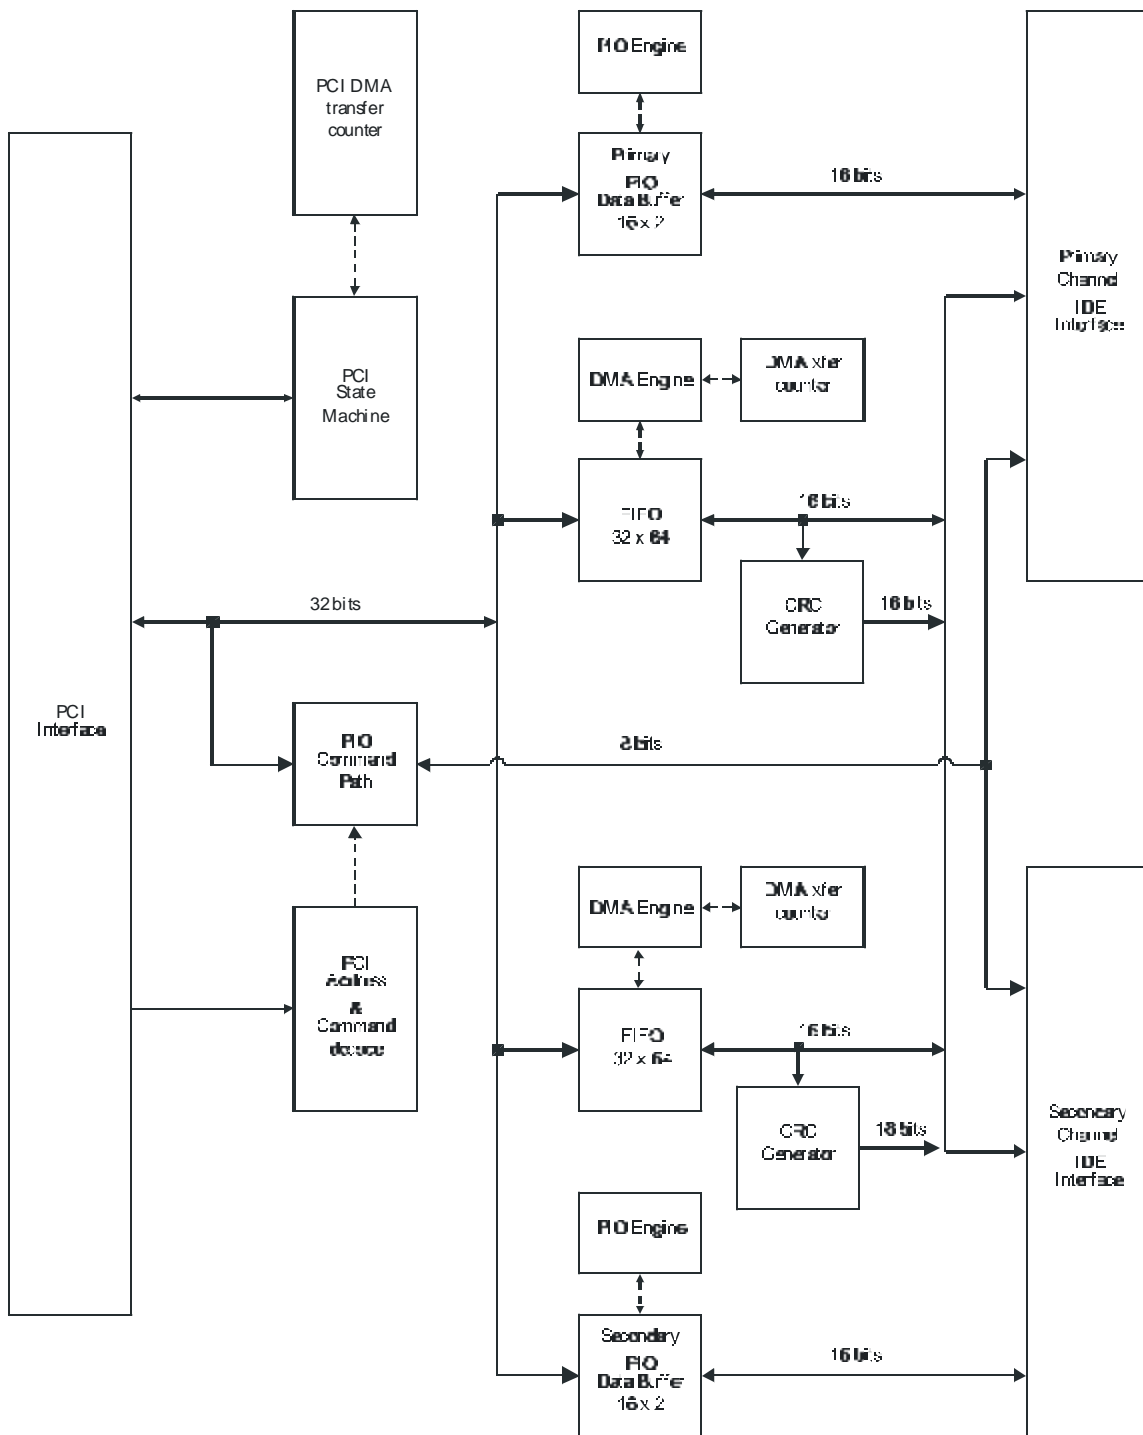 PCI DMA
transfer
counter
PIO Engine
Primary
PIO
Data Buffer
16 x 2
16 bits
Primary
Channel
IDE
Interface
PCI
State
Machine
DMA Engine
DMA xfer
counter
FIFO
32 x 64
16 bits
CRC
Generator
16 bits
32 bits
PCI
Interface
PIO
Command
Path
8 bits
DMA Engine
DMA xfer
counter
PCI
Address
&
Command
decode
FIFO
32 x 64
16 bits
CRC
Generator
16 bits
Secondary
Channel
IDE
Interface
PIO Engine
Secondary
PIO
Data Buffer
16 x 2
16 bits